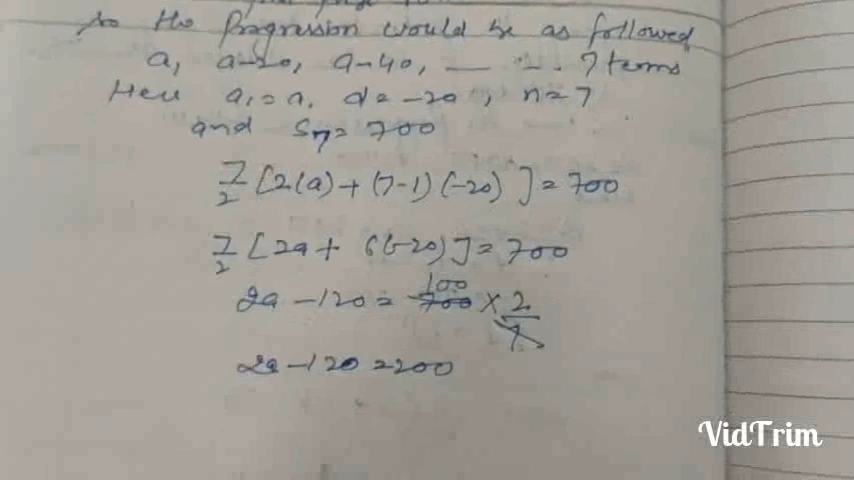 so the Progression would be as followed
a, a-20, a-40, — - . 7 terms
Here a₁ = a, d = -20, n = 7
and S₇ = 700
7/2 [2(a) + (7-1) (-20)] = 700
7/2 [2a + 6(-20)] = 700
100
2a - 120 = 700 × 2/7
2a - 120 = 200
VidTrim